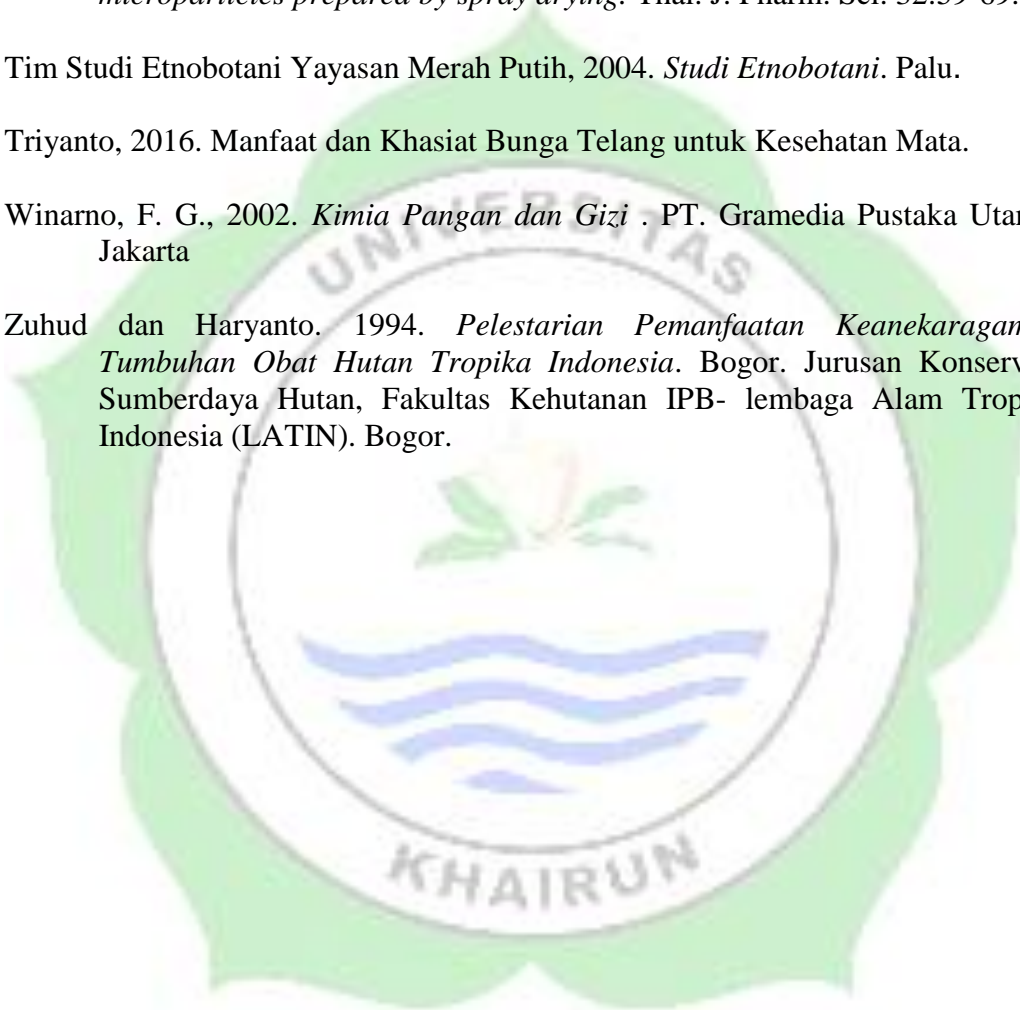 microparticles prepared by spray drying. Thai. J. Pharm. Sci. 32:59-69.
Tim Studi Etnobotani Yayasan Merah Putih, 2004. Studi Etnobotani. Palu.
Triyanto, 2016. Manfaat dan Khasiat Bunga Telang untuk Kesehatan Mata.
Winarno, F. G., 2002. Kimia Pangan dan Gizi . PT. Gramedia Pustaka Utar
Jakarta
Zuhud dan Haryanto. 1994. Pelestarian Pemanfaatan Keanekaragam
Tumbuhan Obat Hutan Tropika Indonesia. Bogor. Jurusan Konserv
Sumberdaya Hutan, Fakultas Kehutanan IPB- lembaga Alam Trop
Indonesia (LATIN). Bogor.
UNIVERSITAS
KHAIRUN